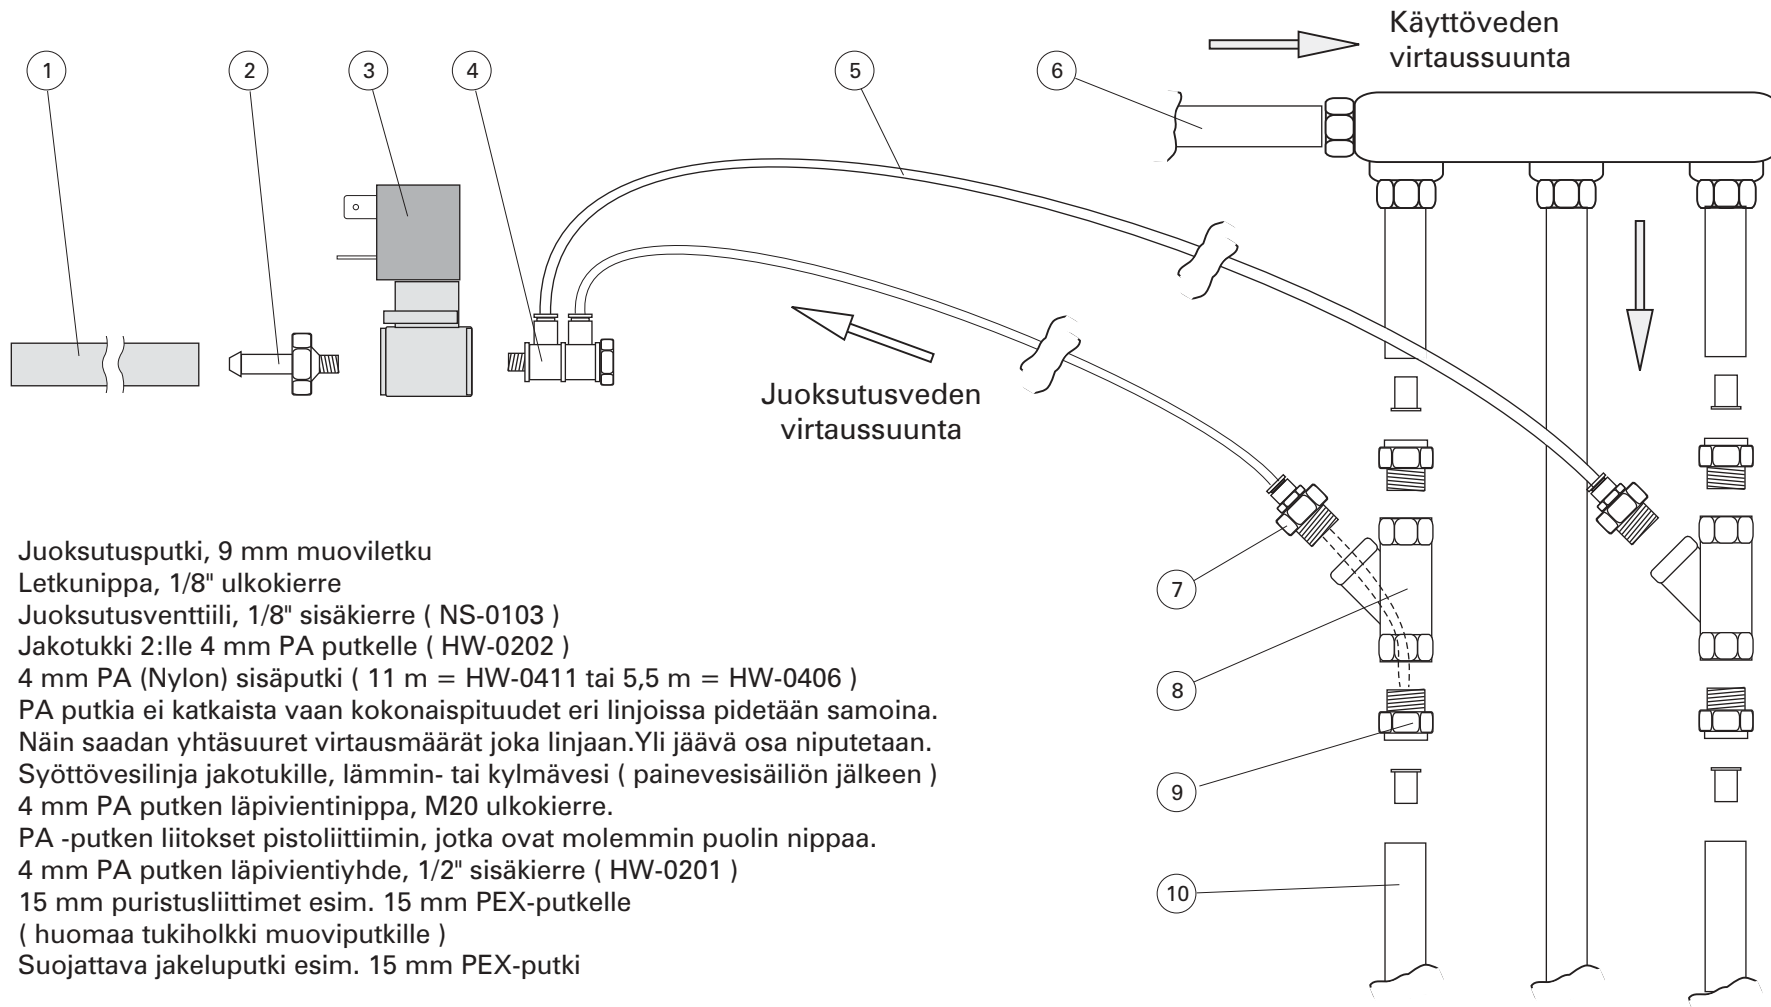 Käyttöveden
virtaussuunta
1
2
3
4
5
6
Juoksutusveden
virtaussuunta
Juoksutusputki, 9 mm muoviletku
Letkunippa, 1/8" ulkokierre
Juoksutusventtiili, 1/8" sisäkierre ( NS-0103 )
Jakotukki 2:lle 4 mm PA putkelle ( HW-0202 )
4 mm PA (Nylon) sisäputki ( 11 m = HW-0411 tai 5,5 m = HW-0406 )
PA putkia ei katkaista vaan kokonaispituudet eri linjoissa pidetään samoina.
Näin saadan yhtäsuuret virtausmäärät joka linjaan.Yli jäävä osa niputetaan.
Syöttövesilinja jakotukille, lämmin- tai kylmävesi ( painevesisäiliön jälkeen )
4 mm PA putken läpivientinippa, M20 ulkokierre.
PA -putken liitokset pistoliittiimin, jotka ovat molemmin puolin nippaa.
4 mm PA putken läpivientiyhde, 1/2" sisäkierre ( HW-0201 )
15 mm puristusliittimet esim. 15 mm PEX-putkelle
( huomaa tukiholkki muoviputkille )
Suojattava jakeluputki esim. 15 mm PEX-putki
7
8
9
10